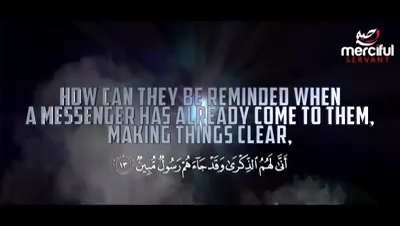 merciful
SERVANT
HOW CAN THEY BE REMINDED WHEN
A MESSENGER HAS ALREADY COME TO THEM,
MAKING THINGS CLEAR,
أَنَّىٰ لَهُمُ الذِّكْرَىٰ وَقَدْ جَاءَهُمْ رَسُولٌ مُّبِينٌ ﴿١٣﴾